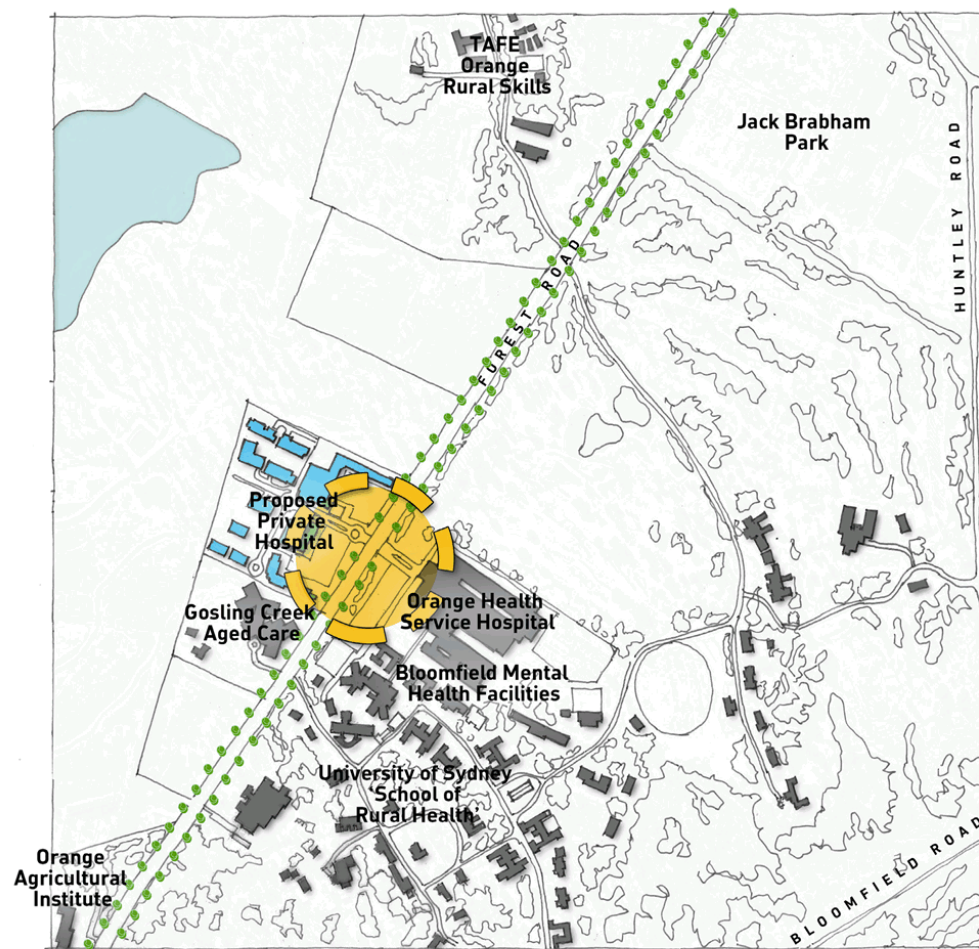 TAFE
Orange
Rural Skills
Jack Brabham
Park
HUNTLEY ROAD
FOREST ROAD
Proposed
Private
Hospital
Gosling Creek
Aged Care
Orange Health
Service Hospital
Bloomfield Mental
Health Facilities
University of Sydney
'School of
Rural Health'
Orange
Agricultural
Institute
BLOOMFIELD ROAD